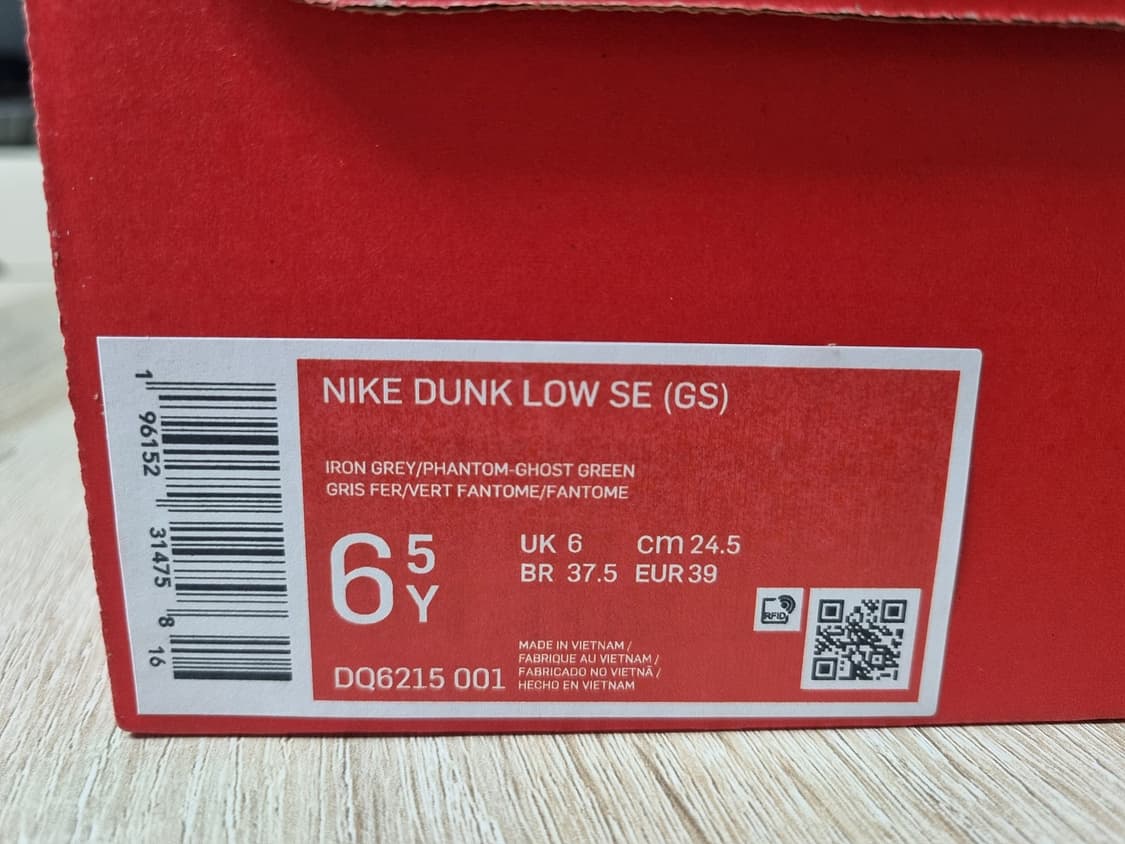 1 96152 31475 8 16
NIKE DUNK LOW SE (GS)
IRON GREY/PHANTOM-GHOST GREEN
GRIS FER/VERT FANTOME/FANTOME
6 5 Y
UK 6 cm 24.5
BR 37.5 EUR 39
DQ6215 001
MADE IN VIETNAM /
FABRIQUE AU VIETNAM /
FABRICADO NO VIETNÃ /
HECHO EN VIETNAM
RFID